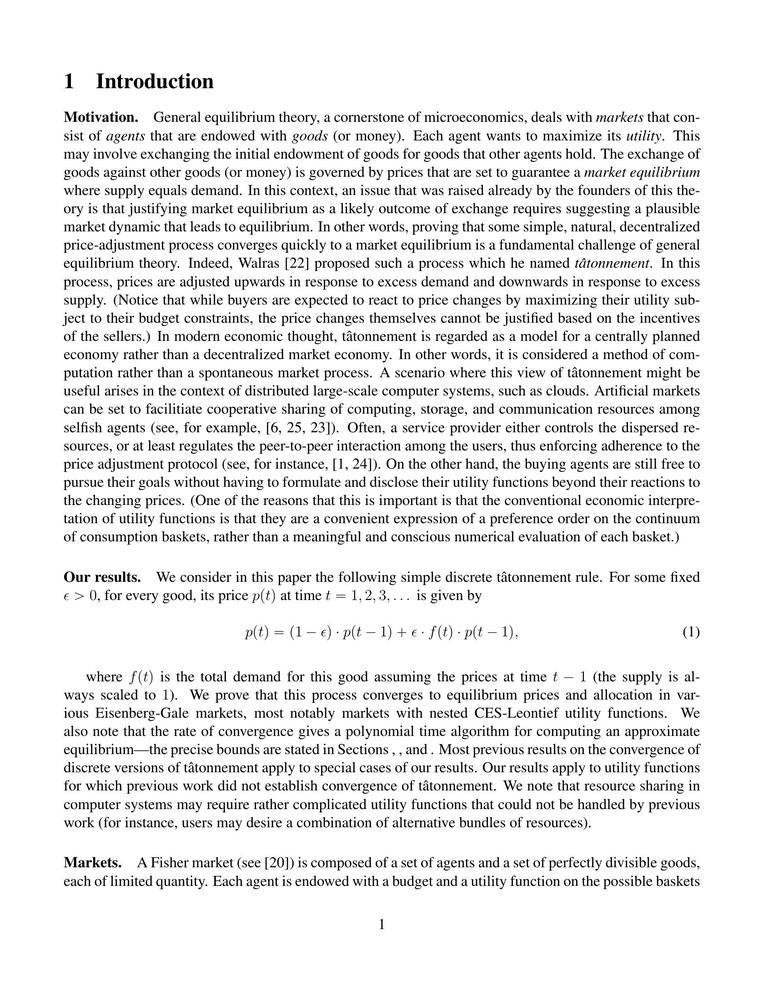 1 Introduction
Motivation. General equilibrium theory, a cornerstone of microeconomics, deals with markets that con-
sist of agents that are endowed with goods (or money). Each agent wants to maximize its utility. This
may involve exchanging the initial endowment of goods for goods that other agents hold. The exchange of
goods against other goods (or money) is governed by prices that are set to guarantee a market equilibrium
where supply equals demand. In this context, an issue that was raised already by the founders of this the-
ory is that justifying market equilibrium as a likely outcome of exchange requires suggesting a plausible
market dynamic that leads to equilibrium. In other words, proving that some simple, natural, decentralized
price-adjustment process converges quickly to a market equilibrium is a fundamental challenge of general
equilibrium theory. Indeed, Walras [22] proposed such a process which he named tâtonnement. In this
process, prices are adjusted upwards in response to excess demand and downwards in response to excess
supply. (Notice that while buyers are expected to react to price changes by maximizing their utility sub-
ject to their budget constraints, the price changes themselves cannot be justified based on the incentives
of the sellers.) In modern economic thought, tâtonnement is regarded as a model for a centrally planned
economy rather than a decentralized market economy. In other words, it is considered a method of com-
putation rather than a spontaneous market process. A scenario where this view of tâtonnement might be
useful arises in the context of distributed large-scale computer systems, such as clouds. Artificial markets
can be set to facilitiate cooperative sharing of computing, storage, and communication resources among
selfish agents (see, for example, [6, 25, 23]). Often, a service provider either controls the dispersed re-
sources, or at least regulates the peer-to-peer interaction among the users, thus enforcing adherence to the
price adjustment protocol (see, for instance, [1, 24]). On the other hand, the buying agents are still free to
pursue their goals without having to formulate and disclose their utility functions beyond their reactions to
the changing prices. (One of the reasons that this is important is that the conventional economic interpre-
tation of utility functions is that they are a convenient expression of a preference order on the continuum
of consumption baskets, rather than a meaningful and conscious numerical evaluation of each basket.)
Our results. We consider in this paper the following simple discrete tâtonnement rule. For some fixed
ϵ > 0, for every good, its price p(t) at time t = 1, 2, 3, . . . is given by
p(t) = (1 − ϵ) · p(t − 1) + ϵ · f(t) · p(t − 1), (1)
where f(t) is the total demand for this good assuming the prices at time t − 1 (the supply is al-
ways scaled to 1). We prove that this process converges to equilibrium prices and allocation in var-
ious Eisenberg-Gale markets, most notably markets with nested CES-Leontief utility functions. We
also note that the rate of convergence gives a polynomial time algorithm for computing an approximate
equilibrium—the precise bounds are stated in Sections , , and . Most previous results on the convergence of
discrete versions of tâtonnement apply to special cases of our results. Our results apply to utility functions
for which previous work did not establish convergence of tâtonnement. We note that resource sharing in
computer systems may require rather complicated utility functions that could not be handled by previous
work (for instance, users may desire a combination of alternative bundles of resources).
Markets. A Fisher market (see [20]) is composed of a set of agents and a set of perfectly divisible goods,
each of limited quantity. Each agent is endowed with a budget and a utility function on the possible baskets
1